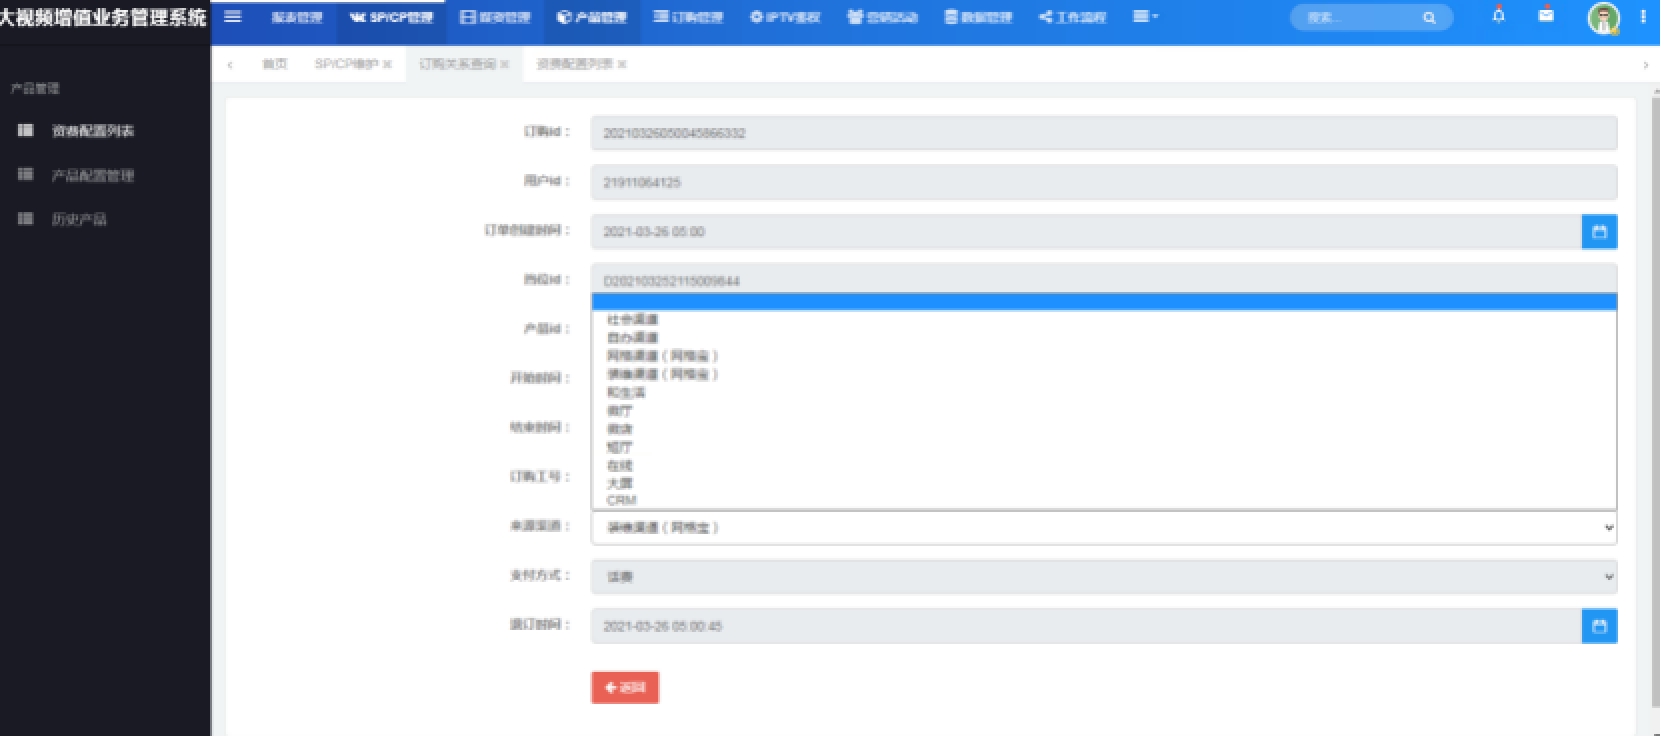 大视频增值业务管理系统
报表管理 SP/CP管理 媒资管理 产品管理 订购管理 IPTV鉴权 营销活动 数据管理 工作流程
搜索...
首页 SP/CP维护 订购关系查询 资费配置列表
产品管理
资费配置列表
产品配置管理
历史产品
订购id：
20210326050045866332
用户id：
21911064125
订单创建时间：
2021-03-26 05:00
档位id：
D202103252115009844
产品id：
开始时间：
结束时间：
订购工号：
社会渠道
自办渠道
网格渠道（网格宝）
装维渠道（网格宝）
和生活
微厅
微店
短厅
在线
大屏
CRM
来源渠道：
装维渠道（网格宝）
支付方式：
话费
退订时间：
2021-03-26 05:00:45
返回